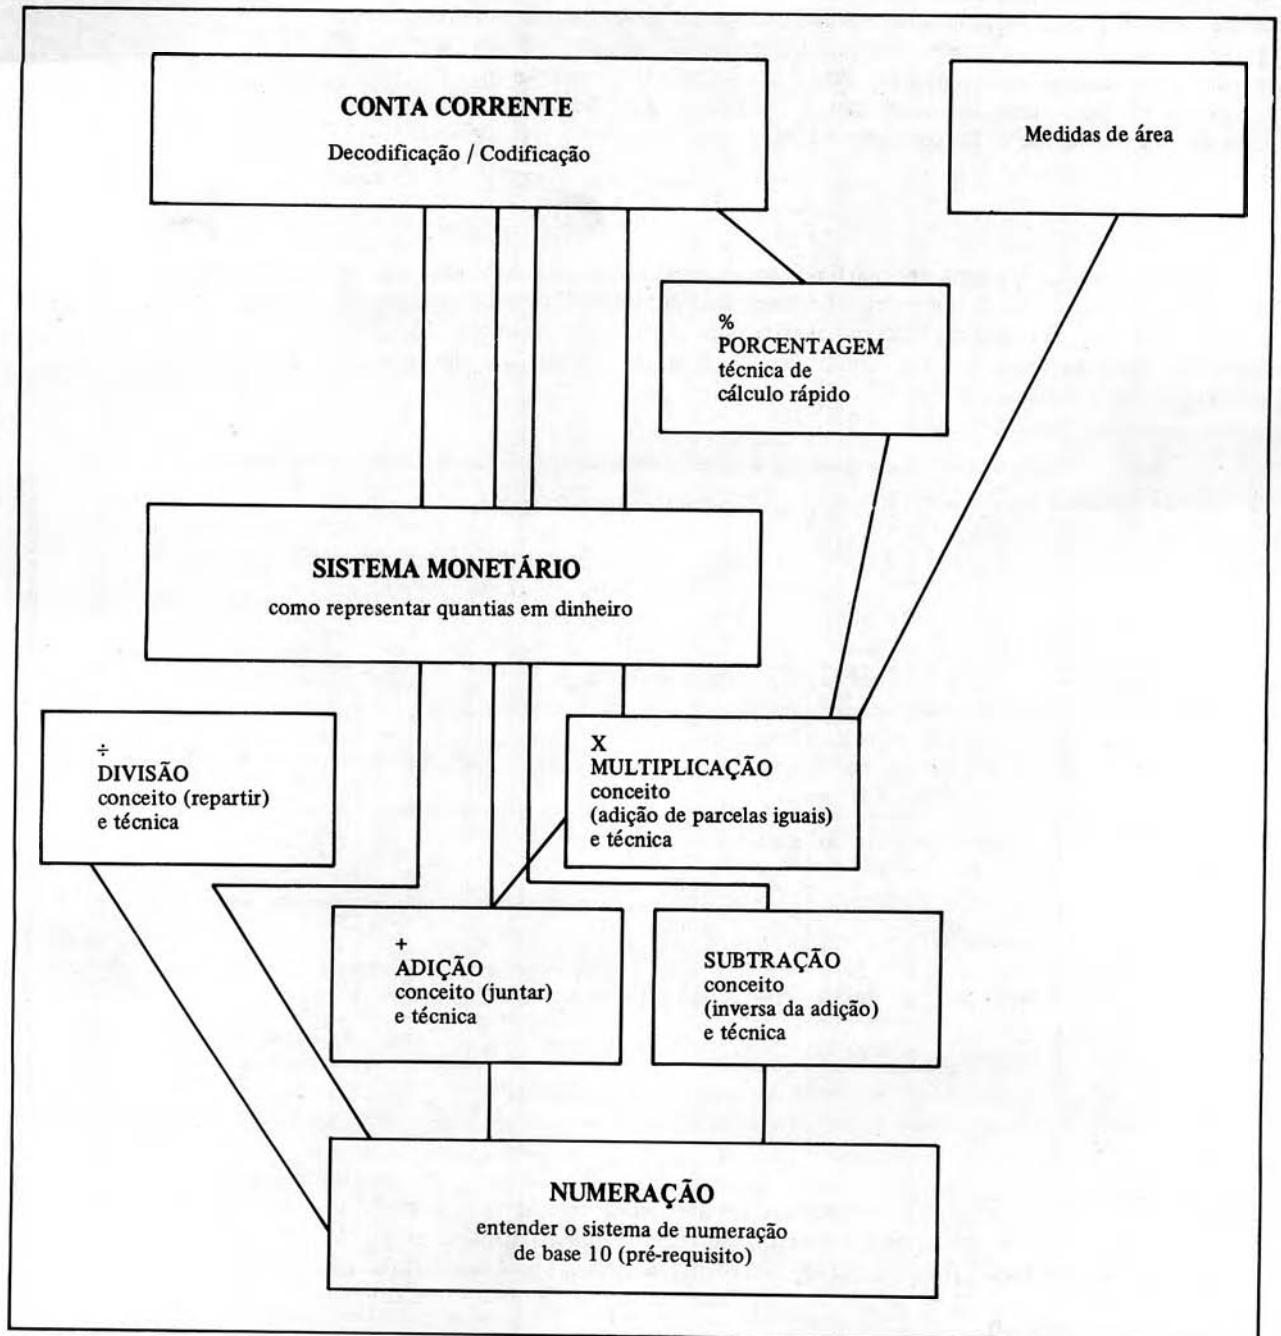 CONTA CORRENTE
Decodificação / Codificação
Medidas de área
%
PORCENTAGEM
técnica de
cálculo rápido
SISTEMA MONETÁRIO
como representar quantias em dinheiro
÷
DIVISÃO
conceito (repartir)
e técnica
X
MULTIPLICAÇÃO
conceito
(adição de parcelas iguais)
e técnica
+
ADIÇÃO
conceito (juntar)
e técnica
SUBTRAÇÃO
conceito
(inversa da adição)
e técnica
NUMERAÇÃO
entender o sistema de numeração
de base 10 (pré-requisito)